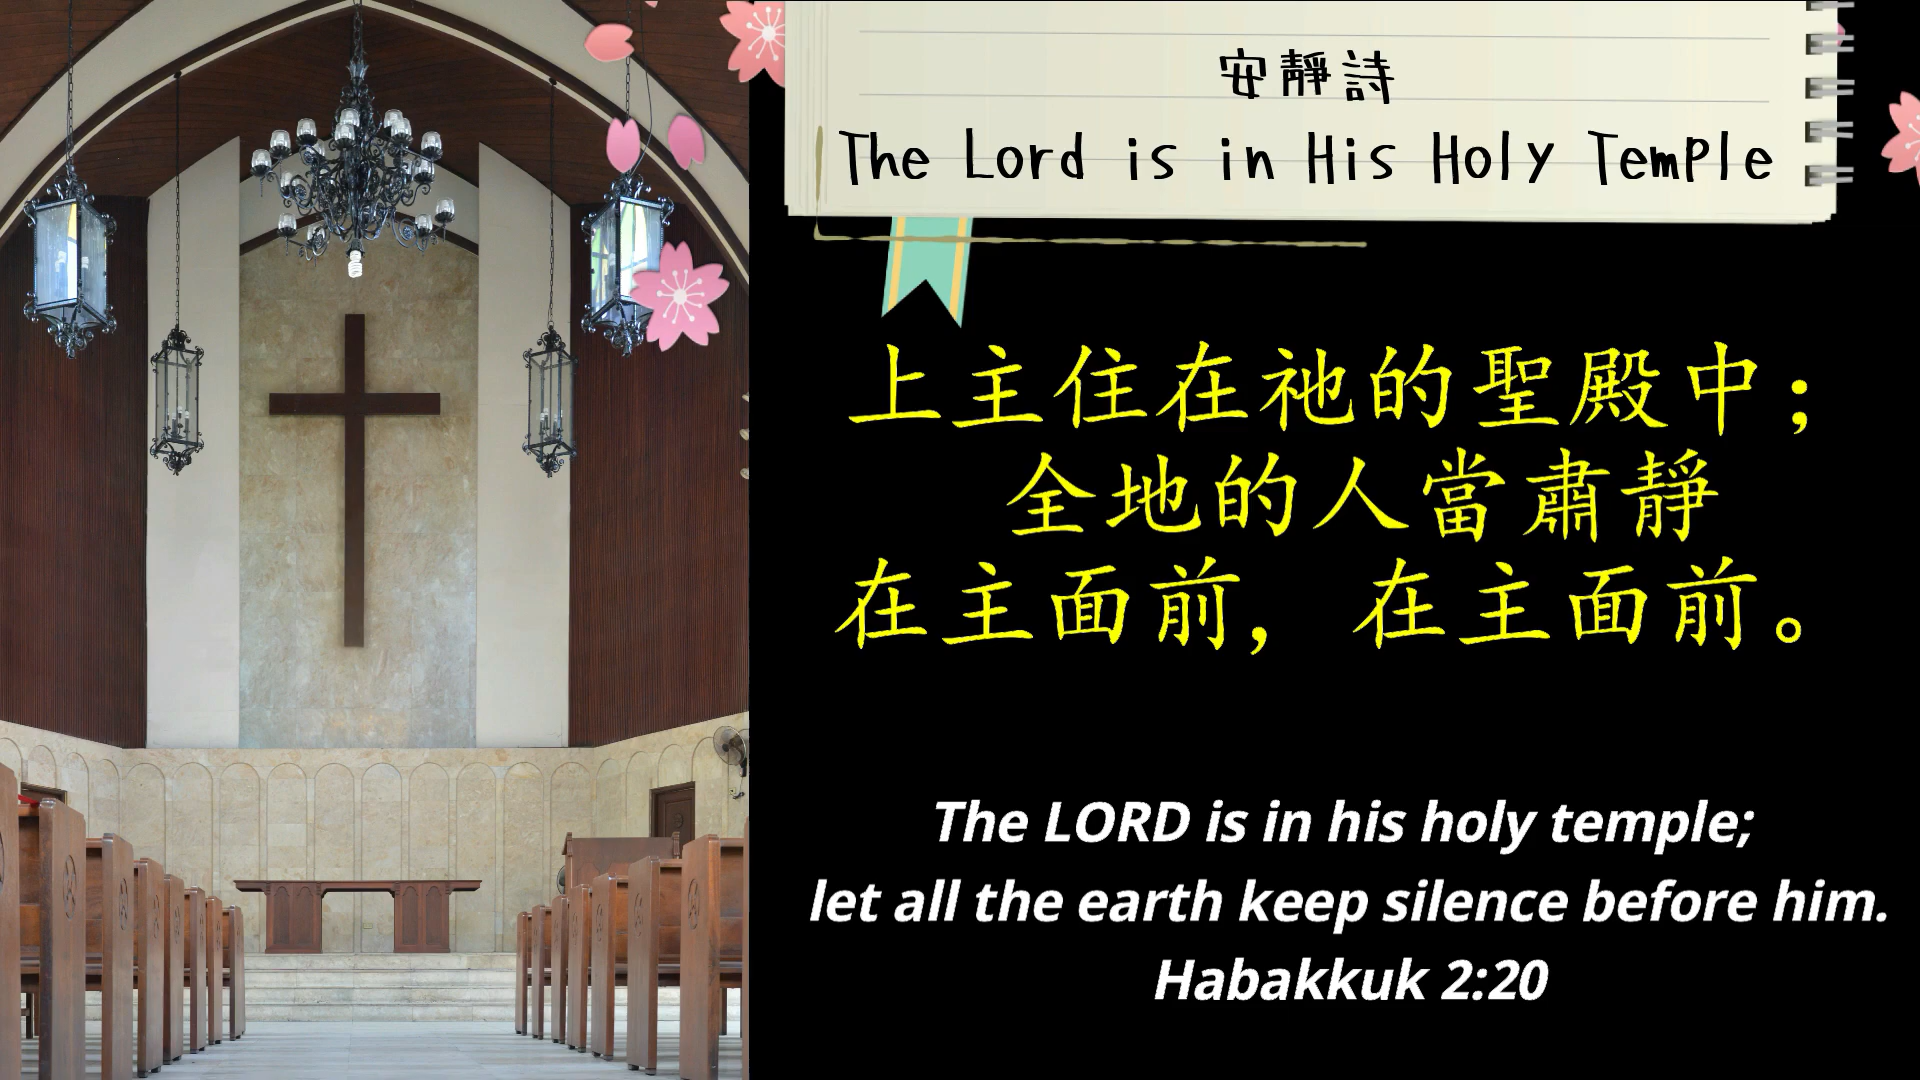 安靜詩
The Lord is in His Holy Temple
上主住在祂的聖殿中；
全地的人當肅靜
在主面前，在主面前。
The LORD is in his holy temple;
let all the earth keep silence before him.
Habakkuk 2:20